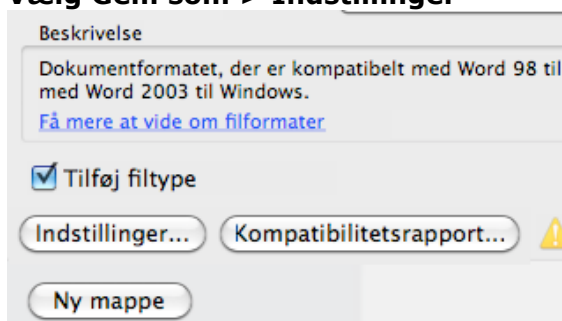 Vælg Gem som > Indstillinger
Beskrivelse
Dokumentformatet, der er kompatibelt med Word 98 til
med Word 2003 til Windows.
Få mere at vide om filformater
Tilføj filtype
Indstillinger... Kompatibilitetsrapport...
Ny mappe